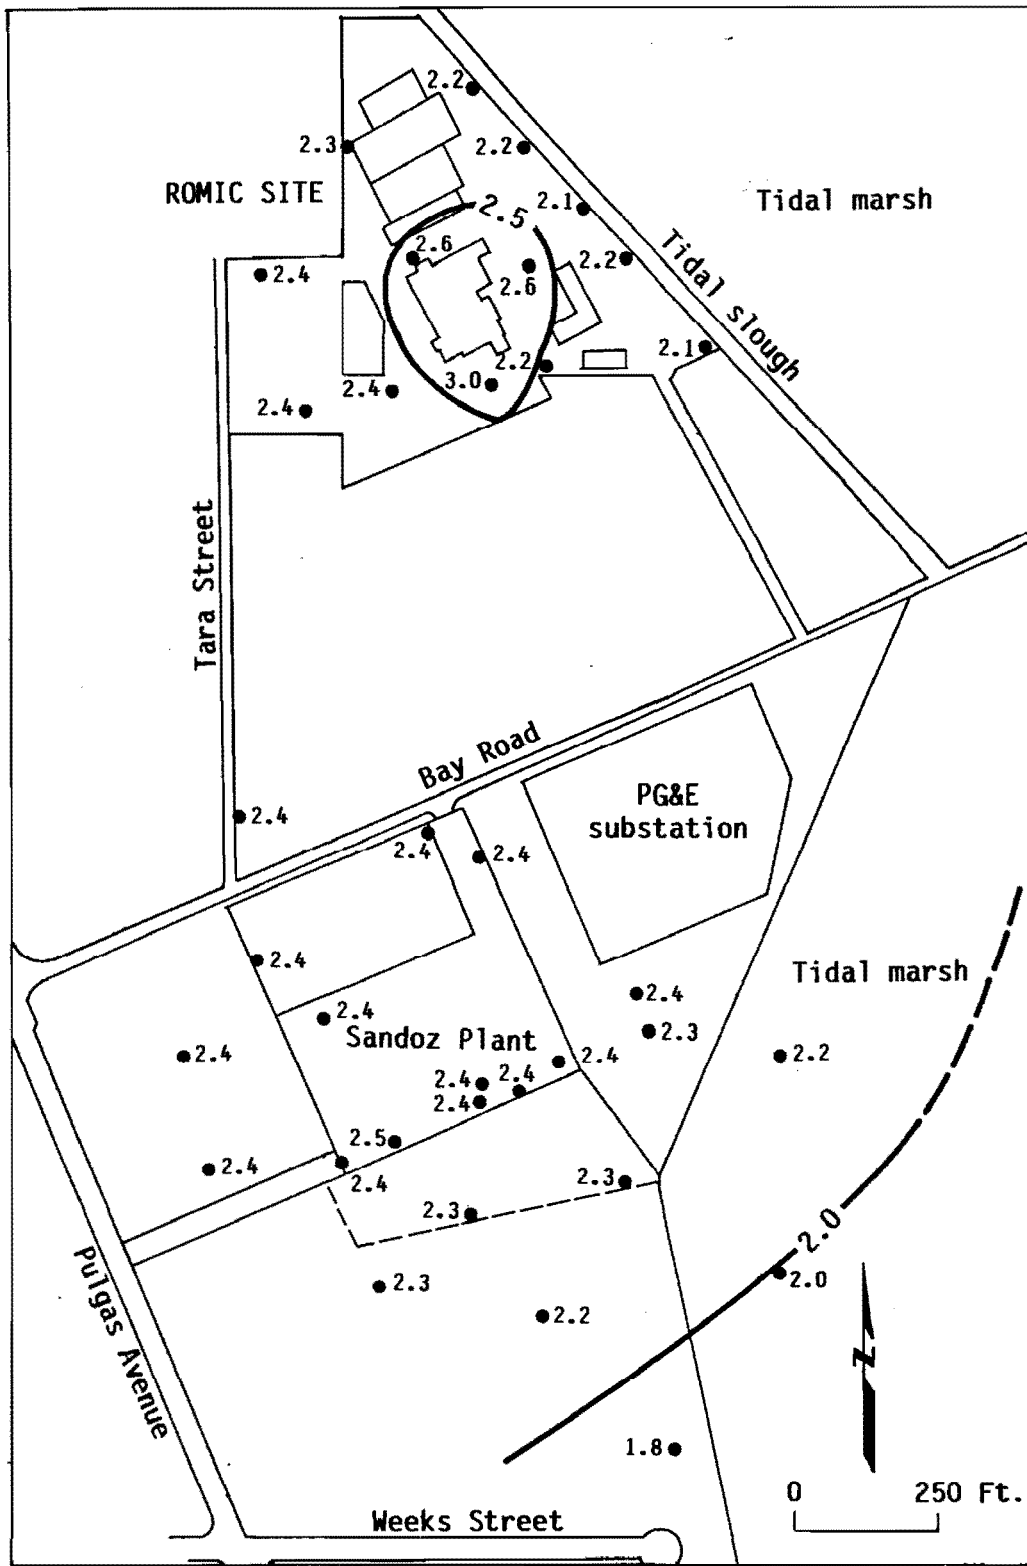 2.2
2.3
2.2
ROMIC SITE
2.5
2.1
Tidal marsh
2.6
2.2
2.4
2.6
Tidal slough
2.1
2.2
3.0
2.4
2.4
Tara Street
Bay Road
PG&E
substation
2.4
2.4
2.4
2.4
Tidal marsh
2.4
2.4
2.3
Sandoz Plant
2.4
2.4
2.2
2.4
2.4
2.4
2.5
2.4
2.4
2.3
2.3
2.0
2.0
2.3
2.2
Pulgas Avenue
N
1.8
0 250 Ft.
Weeks Street